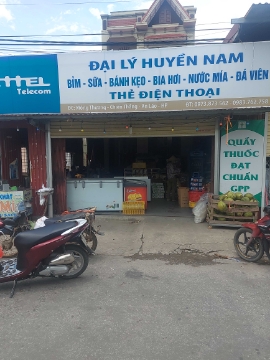 ĐẠI LÝ HUYỀN NAM
BỈM - SỮA - BÁNH KẸO - BIA HƠI - NƯỚC MÍA - ĐÁ VIÊN
THẺ ĐIỆN THOẠI
TTEL
Telecom
QUẦY
THUỐC
ĐẠT
CHUẨN
GPP